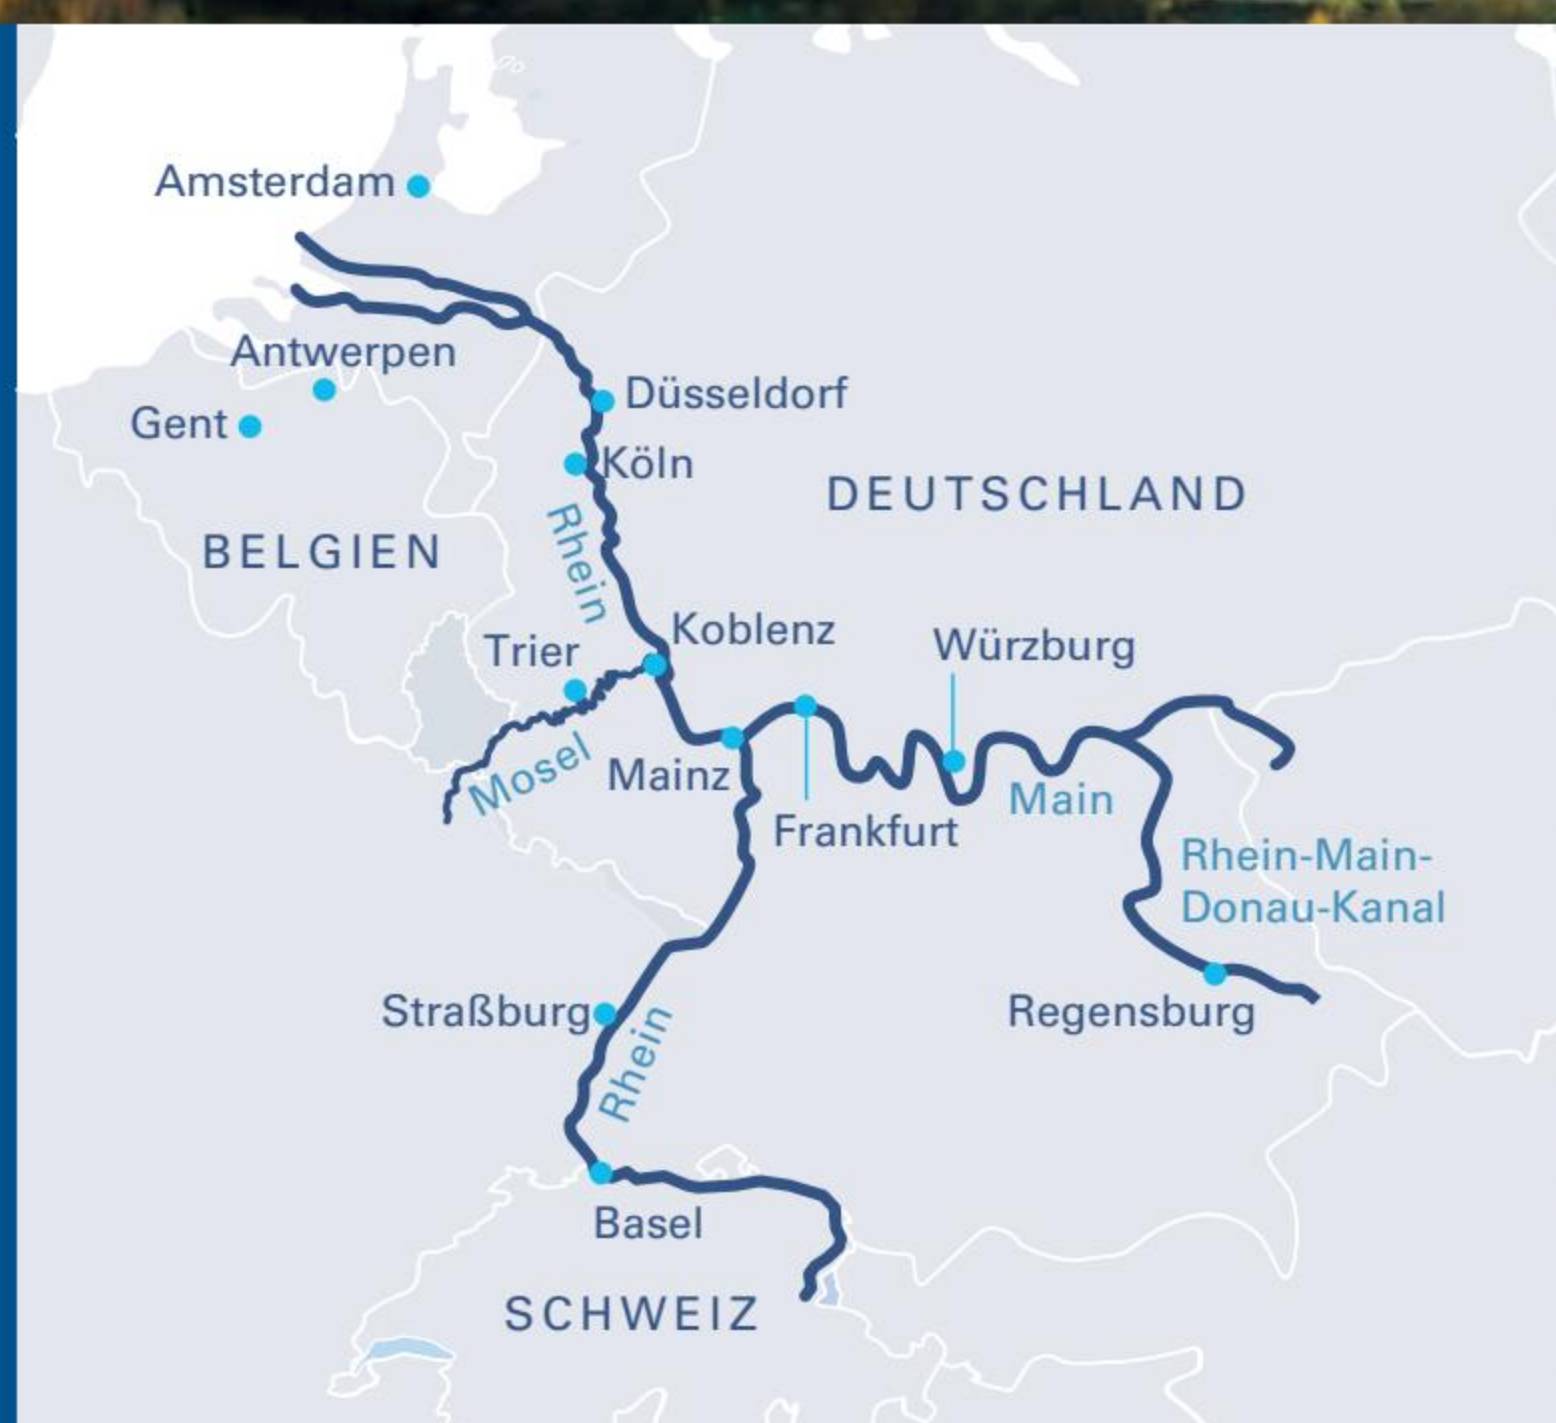 Amsterdam
Antwerpen
Düsseldorf
Gent
Köln
DEUTSCHLAND
Rhein
BELGIEN
Koblenz
Würzburg
Trier
Mosel
Mainz
Main
Frankfurt
Rhein-Main-
Donau-Kanal
Straßburg
Regensburg
Rhein
Basel
SCHWEIZ